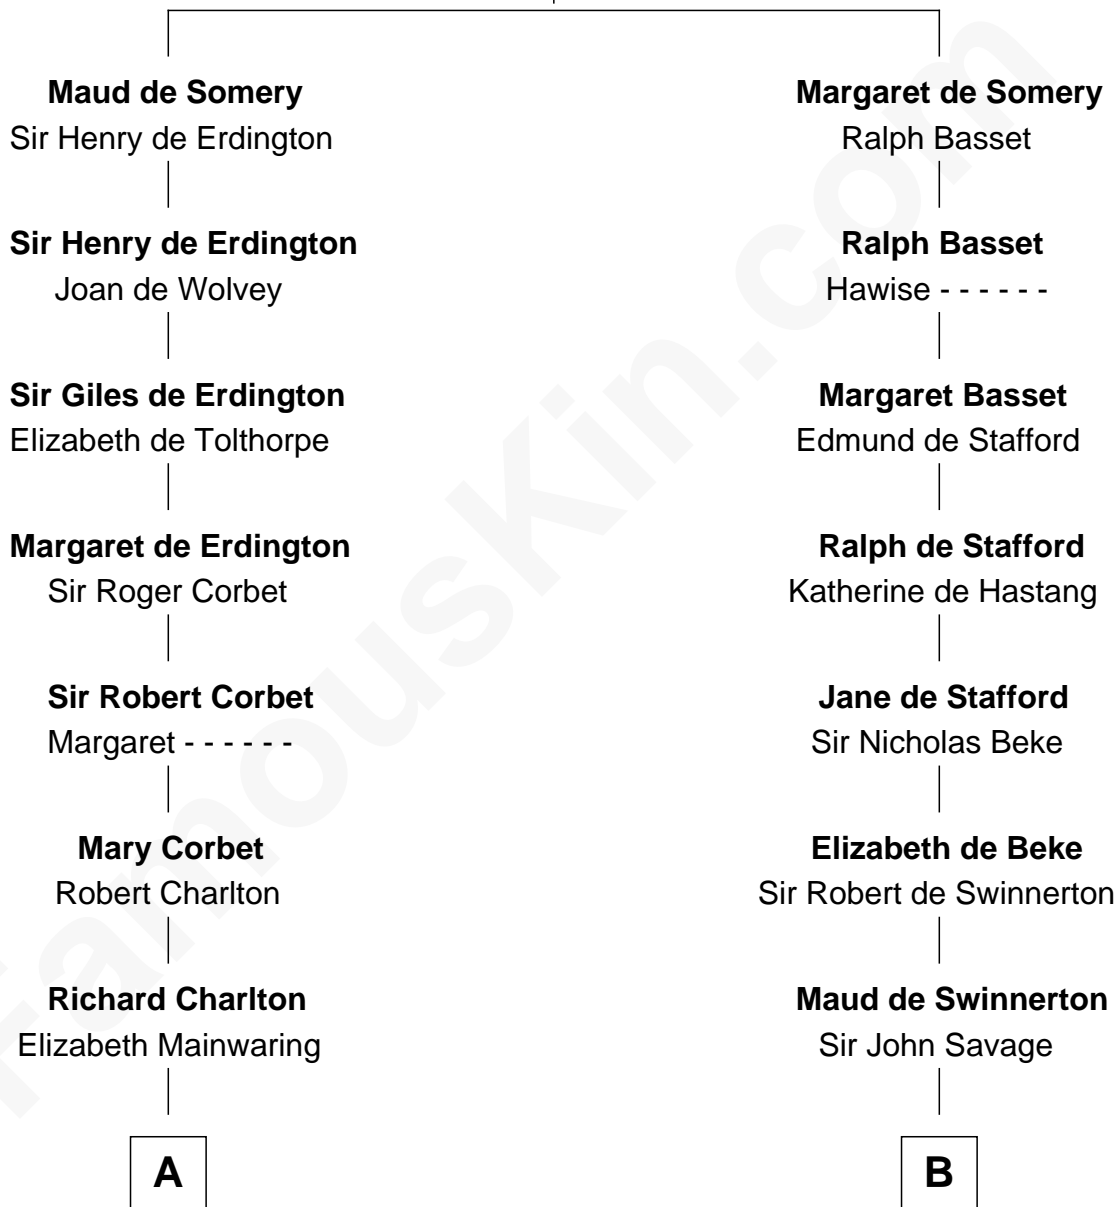 Maud de Somery
Sir Henry de Erdington
Sir Henry de Erdington
Joan de Wolvey
Sir Giles de Erdington
Elizabeth de Tolthorpe
Margaret de Erdington
Sir Roger Corbet
Sir Robert Corbet
Margaret - - - - - -
Mary Corbet
Robert Charlton
Richard Charlton
Elizabeth Mainwaring
A
Margaret de Somery
Ralph Basset
Ralph Basset
Hawise - - - - - -
Margaret Basset
Edmund de Stafford
Ralph de Stafford
Katherine de Hastang
Jane de Stafford
Sir Nicholas Beke
Elizabeth de Beke
Sir Robert de Swinnerton
Maud de Swinnerton
Sir John Savage
B
FamousKin.com